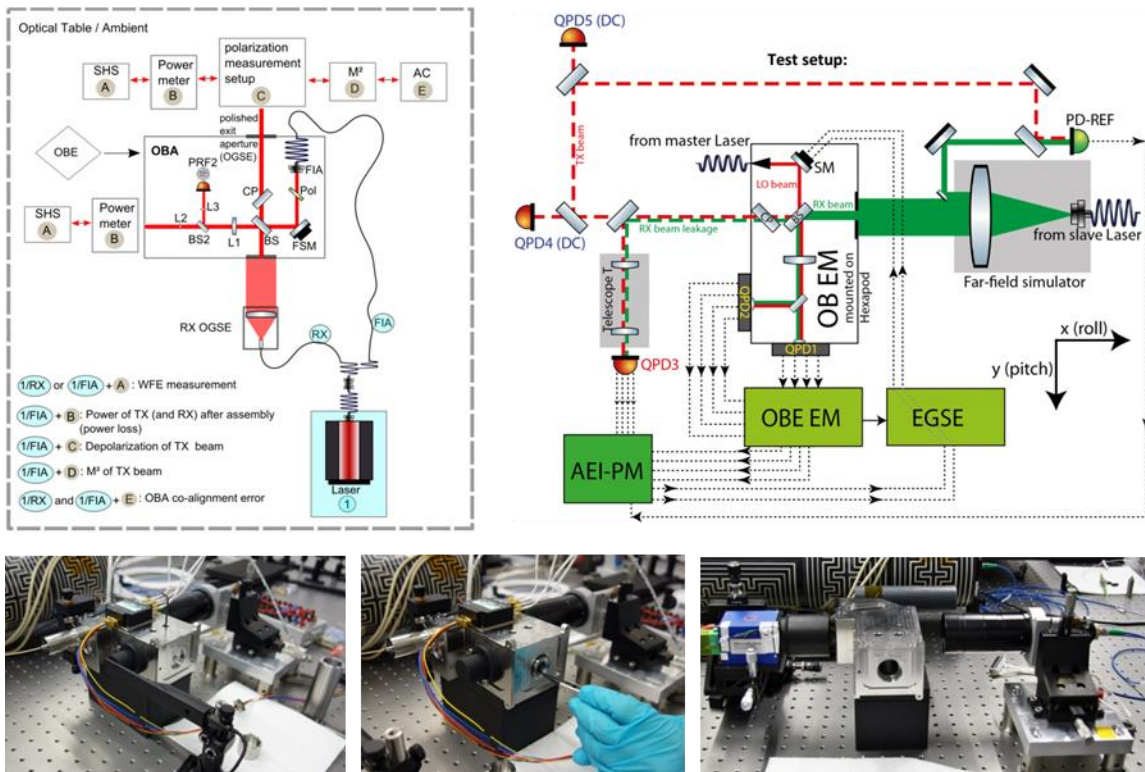 Optical Table / Ambient
SHS
A
Power
meter
B
polarization
measurement
setup
C
M²
D
AC
E
polished
exit
aperture
(OGSE)
OBE
OBA
PRF2
FIA
CP
Pol
L3
L2
BS2
L1
BS
FSM
SHS
A
Power
meter
B
RX OGSE
RX
FIA
1/RX or 1/FIA + A : WFE measurement
1/FIA + B : Power of TX (and RX) after assembly
(power loss)
1/FIA + C : Depolarization of TX beam
1/FIA + D : M² of TX beam
1/RX and 1/FIA + E : OBA co-alignment error
Laser
1
QPD5 (DC)
Test setup:
PD-REF
from master Laser
SM
TX beam
LO beam
RX beam
CP
BS
QPD4 (DC)
RX beam leakage
from slave Laser
Far-field simulator
OB EM
mounted on
Hexapod
Telescope T
QPD2
QPD1
QPD3
x (roll)
y (pitch)
OBE EM
EGSE
AEI-PM